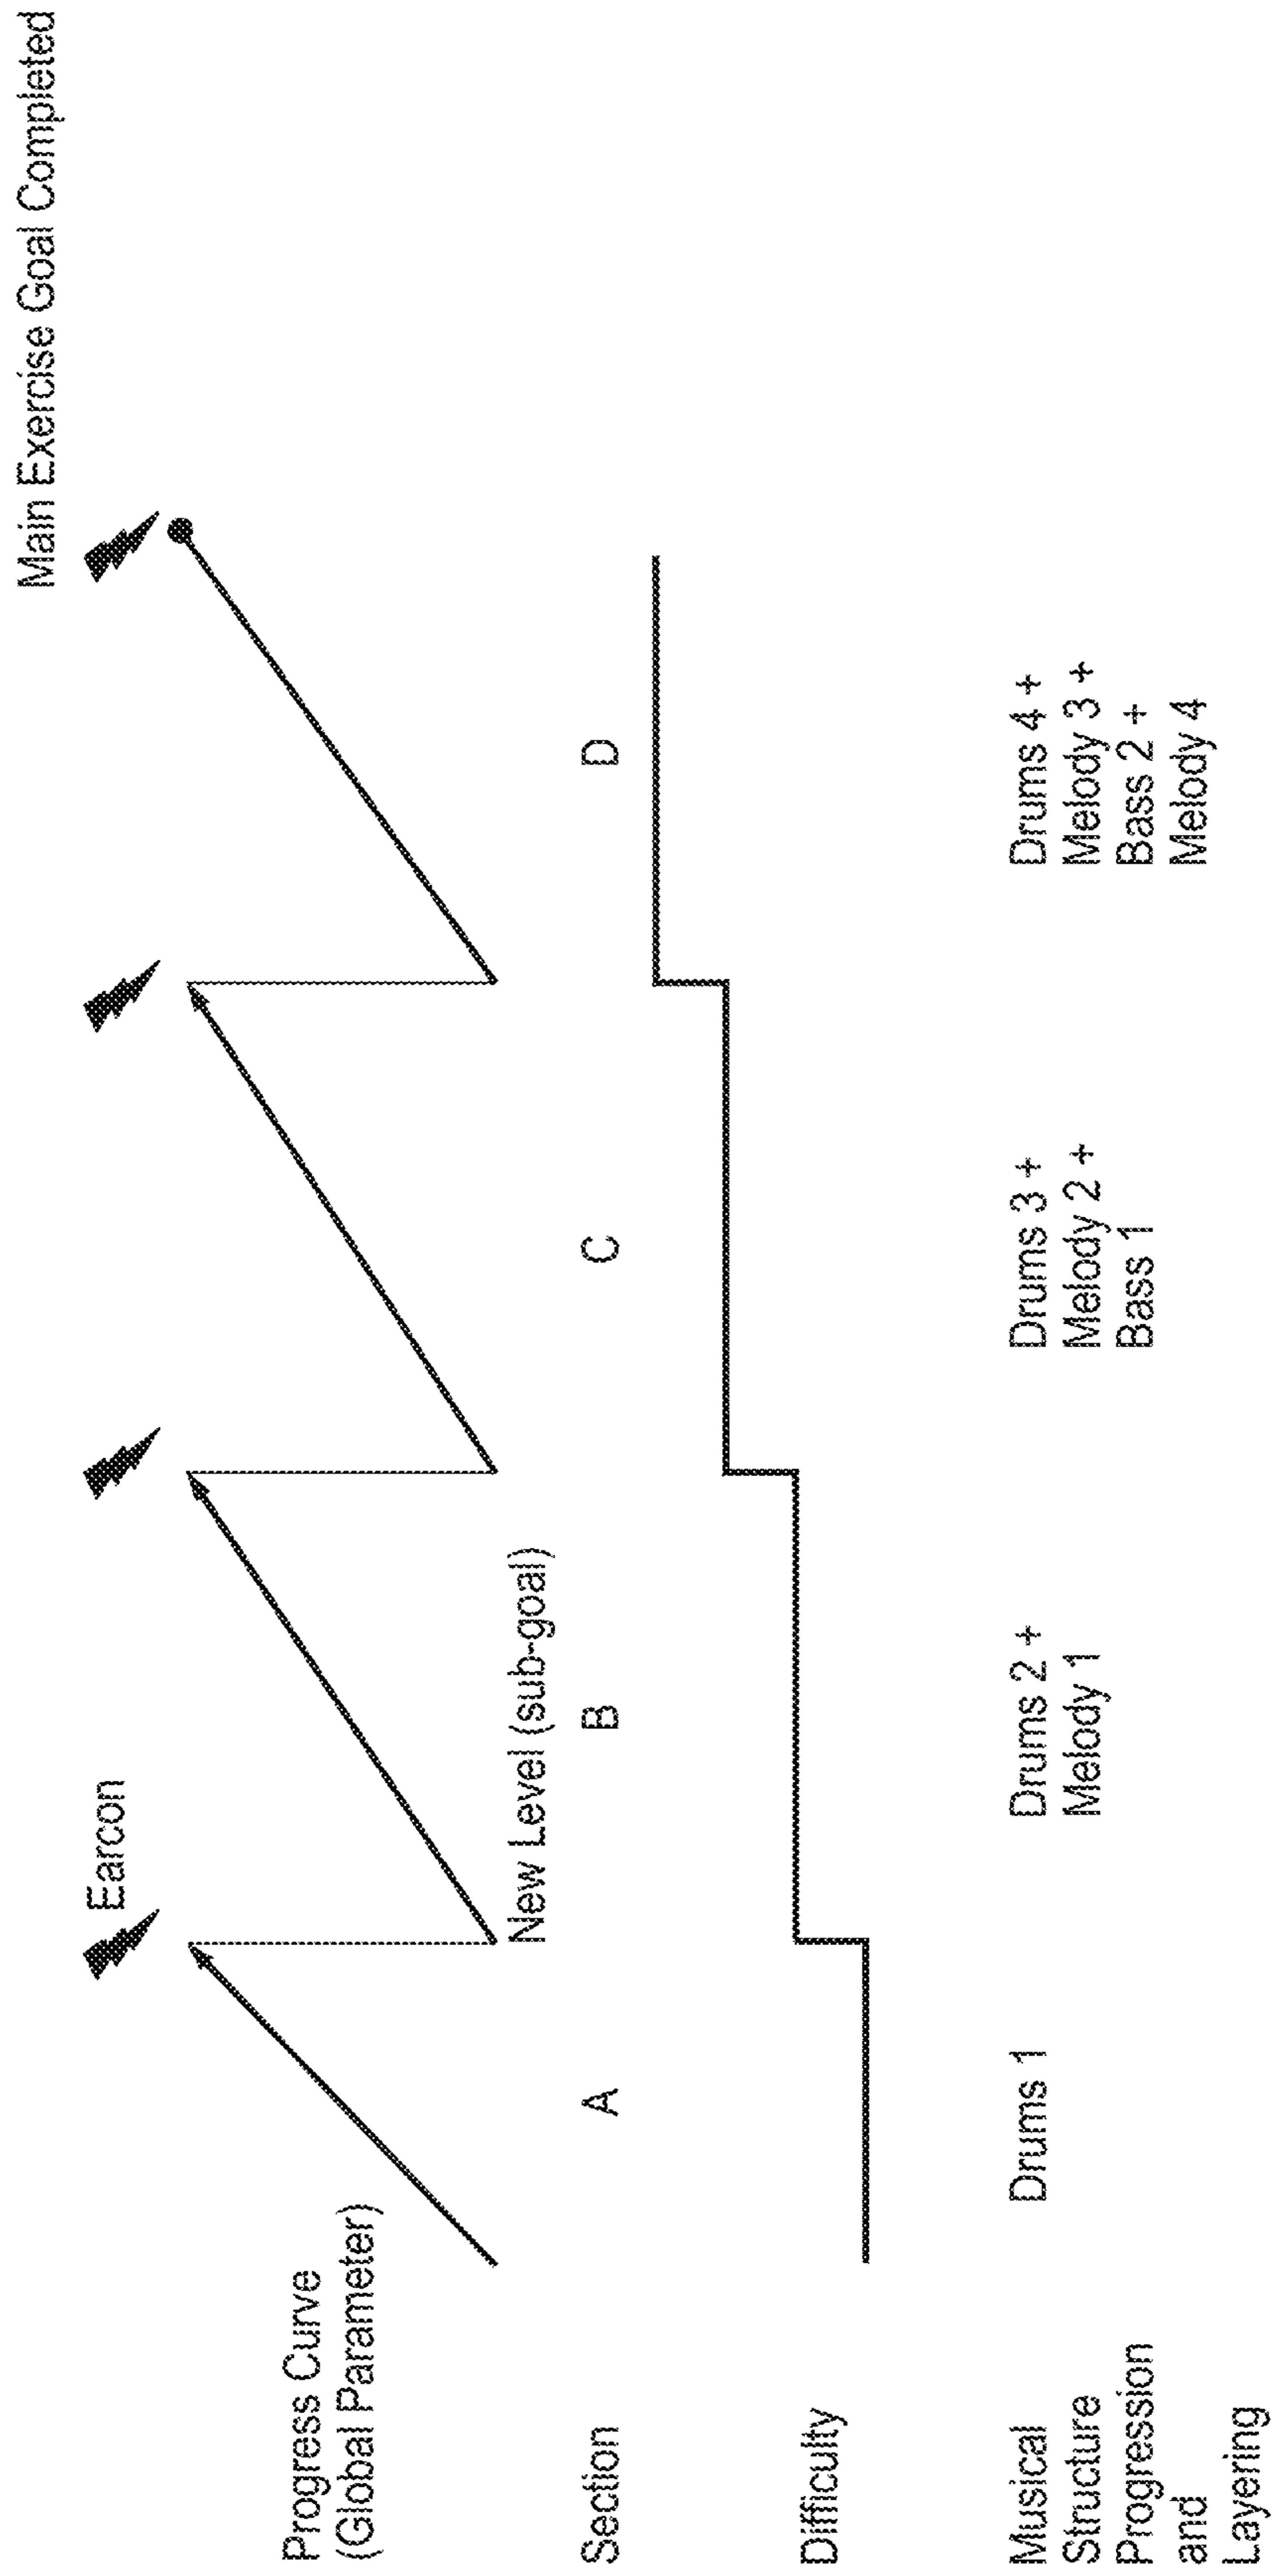 Main Exercise Goal Completed
Earcon
Progress Curve
(Global Parameter)
New Level (sub-goal)
Section
A
B
C
D
Difficulty
Musical
Structure
Progression
and
Layering
Drums 1
Drums 2 +
Melody 1
Drums 3 +
Melody 2 +
Bass 1
Drums 4 +
Melody 3 +
Bass 2 +
Melody 4